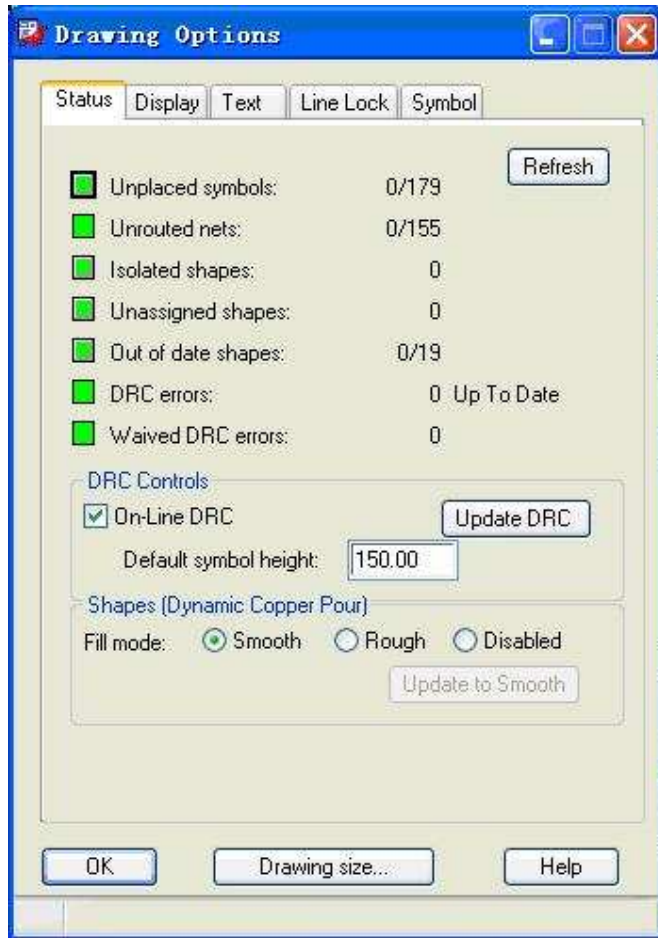 Drawing Options
Status Display Text Line Lock Symbol
Refresh
Unplaced symbols: 0/179
Unrouted nets: 0/155
Isolated shapes: 0
Unassigned shapes: 0
Out of date shapes: 0/19
DRC errors: 0 Up To Date
Waived DRC errors: 0
DRC Controls
On-Line DRC Update DRC
Default symbol height: 150.00
Shapes (Dynamic Copper Pour)
Fill mode: Smooth Rough Disabled
Update to Smooth
OK Drawing size... Help